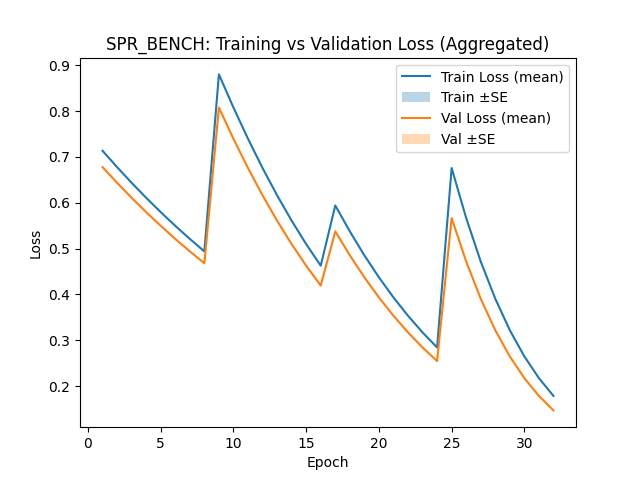 SPR_BENCH: Training vs Validation Loss (Aggregated)
Train Loss (mean)
Train ±SE
Val Loss (mean)
Val ±SE
Loss
0.9
0.8
0.7
0.6
0.5
0.4
0.3
0.2
0 5 10 15 20 25 30
Epoch